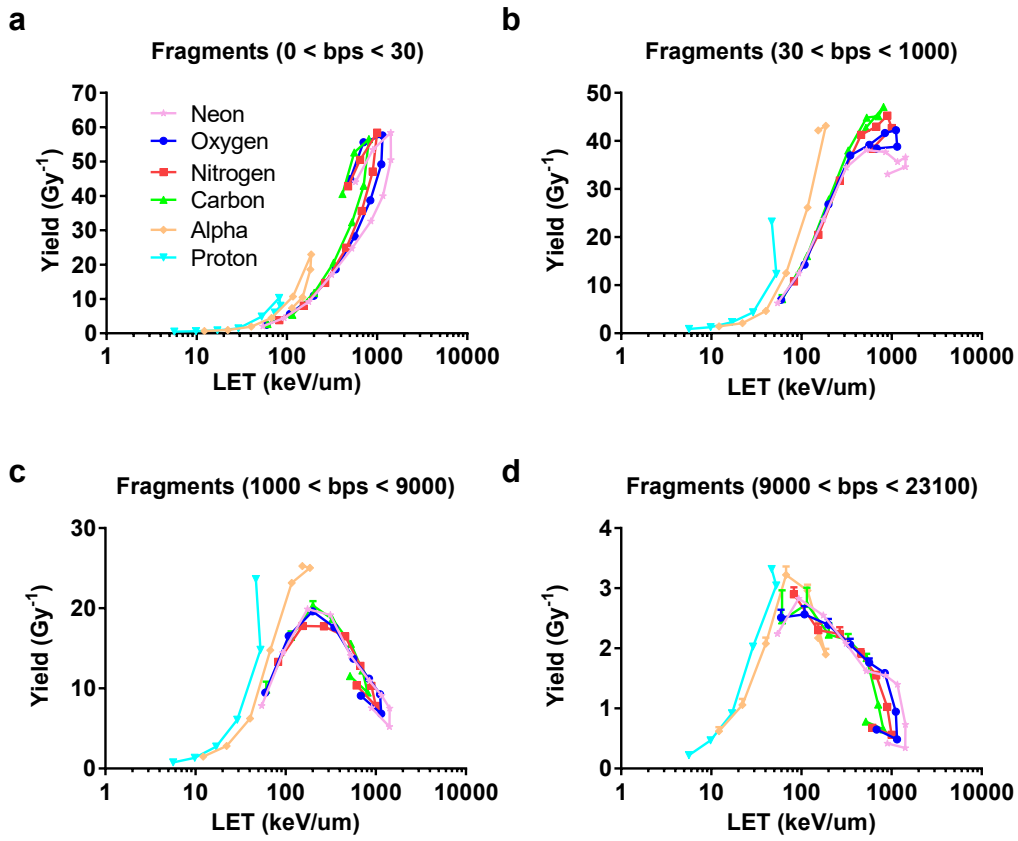 a
Fragments (0 < bps < 30)
Yield (Gy⁻¹)
70
60
50
40
30
20
10
0
Neon
Oxygen
Nitrogen
Carbon
Alpha
Proton
1 10 100 1000 10000
LET (keV/um)
b
Fragments (30 < bps < 1000)
Yield (Gy⁻¹)
50
40
30
20
10
0
1 10 100 1000 10000
LET (keV/um)
c
Fragments (1000 < bps < 9000)
Yield (Gy⁻¹)
30
20
10
0
1 10 100 1000 10000
LET (keV/um)
d
Fragments (9000 < bps < 23100)
Yield (Gy⁻¹)
4
3
2
1
0
1 10 100 1000 10000
LET (keV/um)